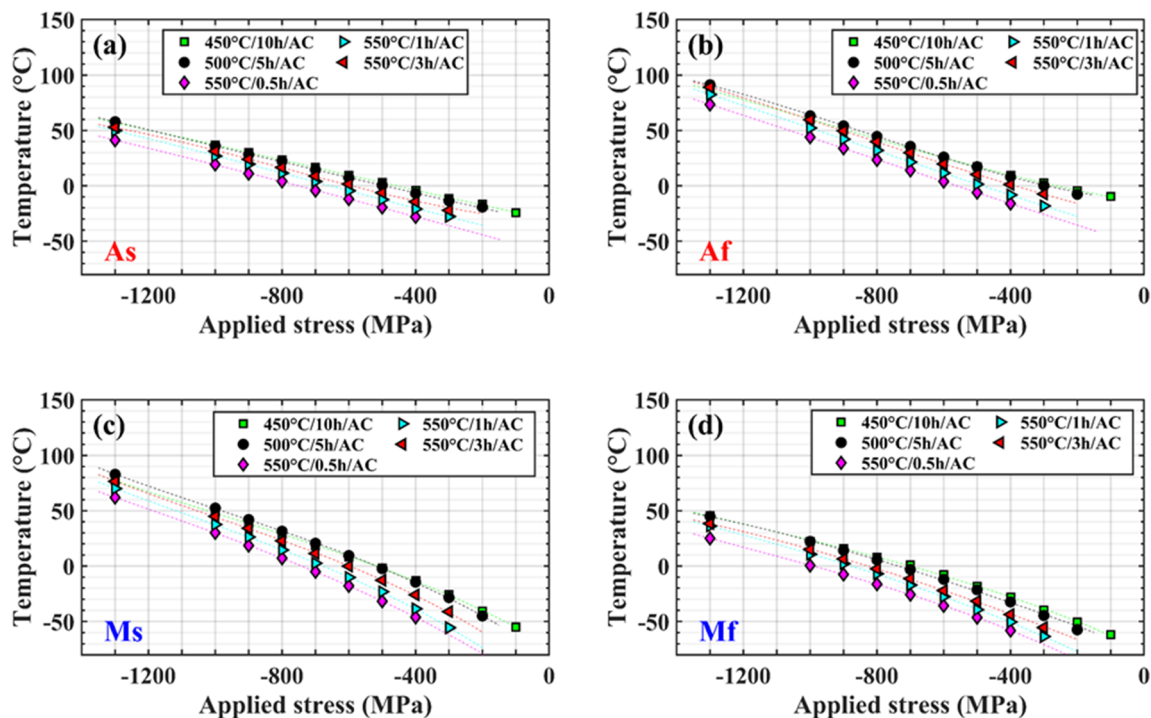 (a)
450°C/10h/AC 550°C/1h/AC
500°C/5h/AC 550°C/3h/AC
550°C/0.5h/AC
Temperature (°C)
150
100
50
0
-50
As
-1200 -800 -400 0
Applied stress (MPa)
(b)
450°C/10h/AC 550°C/1h/AC
500°C/5h/AC 550°C/3h/AC
550°C/0.5h/AC
Temperature (°C)
150
100
50
0
-50
Af
-1200 -800 -400 0
Applied stress (MPa)
(c)
450°C/10h/AC 550°C/1h/AC
500°C/5h/AC 550°C/3h/AC
550°C/0.5h/AC
Temperature (°C)
150
100
50
0
-50
Ms
-1200 -800 -400 0
Applied stress (MPa)
(d)
450°C/10h/AC 550°C/1h/AC
500°C/5h/AC 550°C/3h/AC
550°C/0.5h/AC
Temperature (°C)
150
100
50
0
-50
Mf
-1200 -800 -400 0
Applied stress (MPa)